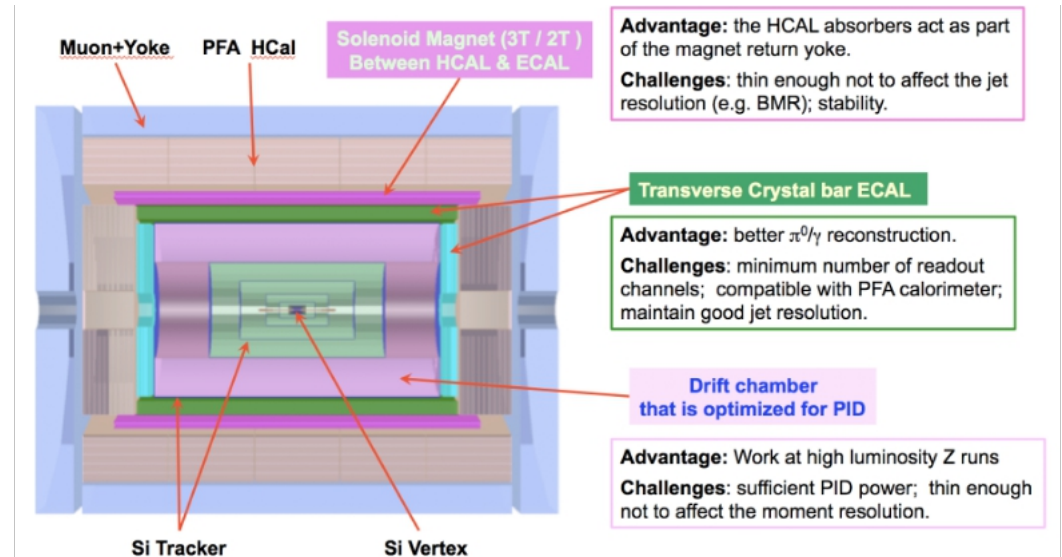 Muon+Yoke
PFA HCal
Solenoid Magnet (3T / 2T )
Between HCAL & ECAL
Advantage: the HCAL absorbers act as part
of the magnet return yoke.
Challenges: thin enough not to affect the jet
resolution (e.g. BMR); stability.
Transverse Crystal bar ECAL
Advantage: better π⁰/γ reconstruction.
Challenges: minimum number of readout
channels; compatible with PFA calorimeter;
maintain good jet resolution.
Drift chamber
that is optimized for PID
Advantage: Work at high luminosity Z runs
Challenges: sufficient PID power; thin enough
not to affect the moment resolution.
Si Tracker
Si Vertex